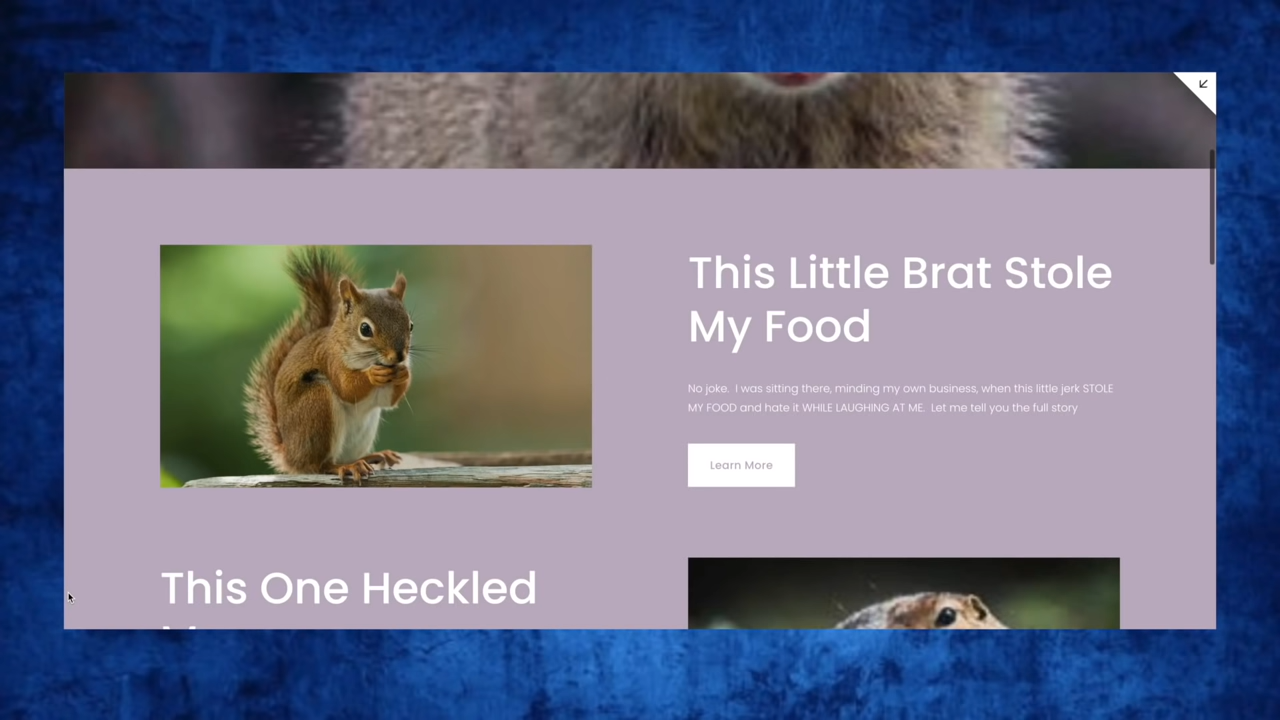 This Little Brat Stole
My Food
No joke.  I was sitting there, minding my own business, when this little jerk STOLE
MY FOOD and hate it WHILE LAUGHING AT ME.  Let me tell you the full story
Learn More
This One Heckled